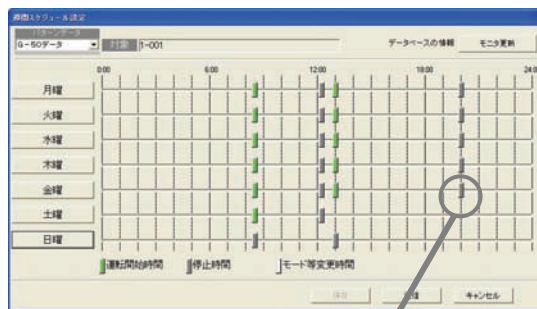 週間スケジュール設定
パターンデータ
G-50データ 対象 1-001 データベースの情報 モニタ更新
0:00 6:00 12:00 18:00 24:0
月曜
火曜
水曜
木曜
金曜
土曜
日曜
運転開始時間 停止時間 モード等変更時間
キャンセル